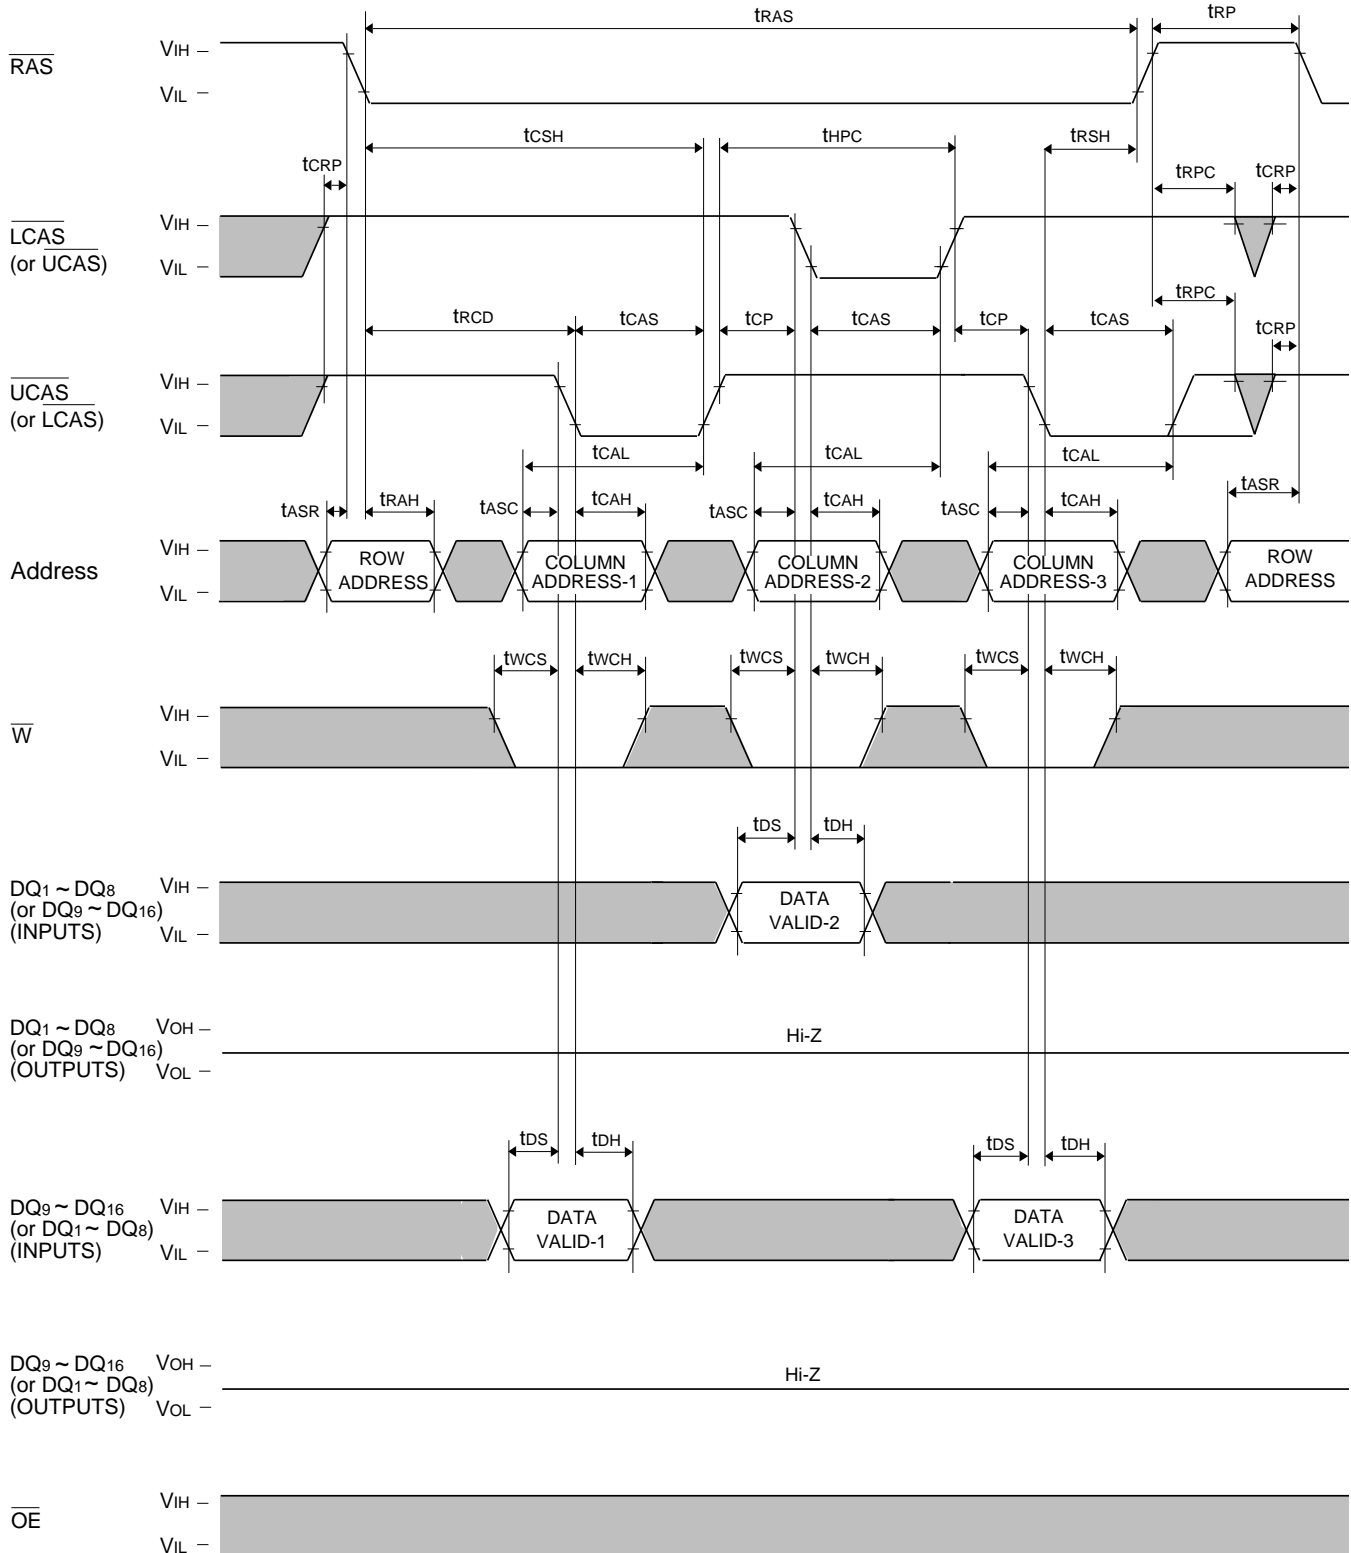 tRAS
tRP
RAS
VIH –
VIL –
tCSH
tHPC
tRSH
tCRP
tRPC
tCRP
LCAS
(or UCAS)
VIH –
VIL –
tRPC
tRCD
tCAS
tCP
tCAS
tCP
tCAS
tCRP
UCAS
(or LCAS)
VIH –
VIL –
tCAL
tCAL
tCAL
tASR
tRAH
tASC
tCAH
tASC
tCAH
tASC
tCAH
tASR
Address
VIH –
VIL –
ROW
ADDRESS
COLUMN
ADDRESS-1
COLUMN
ADDRESS-2
COLUMN
ADDRESS-3
ROW
ADDRESS
tWCS
tWCH
tWCS
tWCH
tWCS
tWCH
W
VIH –
VIL –
tDS
tDH
DQ1 ~ DQ8
(or DQ9 ~ DQ16)
(INPUTS)
VIH –
VIL –
DATA
VALID-2
DQ1 ~ DQ8
(or DQ9 ~ DQ16)
(OUTPUTS)
VOH –
VOL –
Hi-Z
tDS
tDH
tDS
tDH
DQ9 ~ DQ16
(or DQ1 ~ DQ8)
(INPUTS)
VIH –
VIL –
DATA
VALID-1
DATA
VALID-3
DQ9 ~ DQ16
(or DQ1 ~ DQ8)
(OUTPUTS)
VOH –
VOL –
Hi-Z
OE
VIH –
VIL –